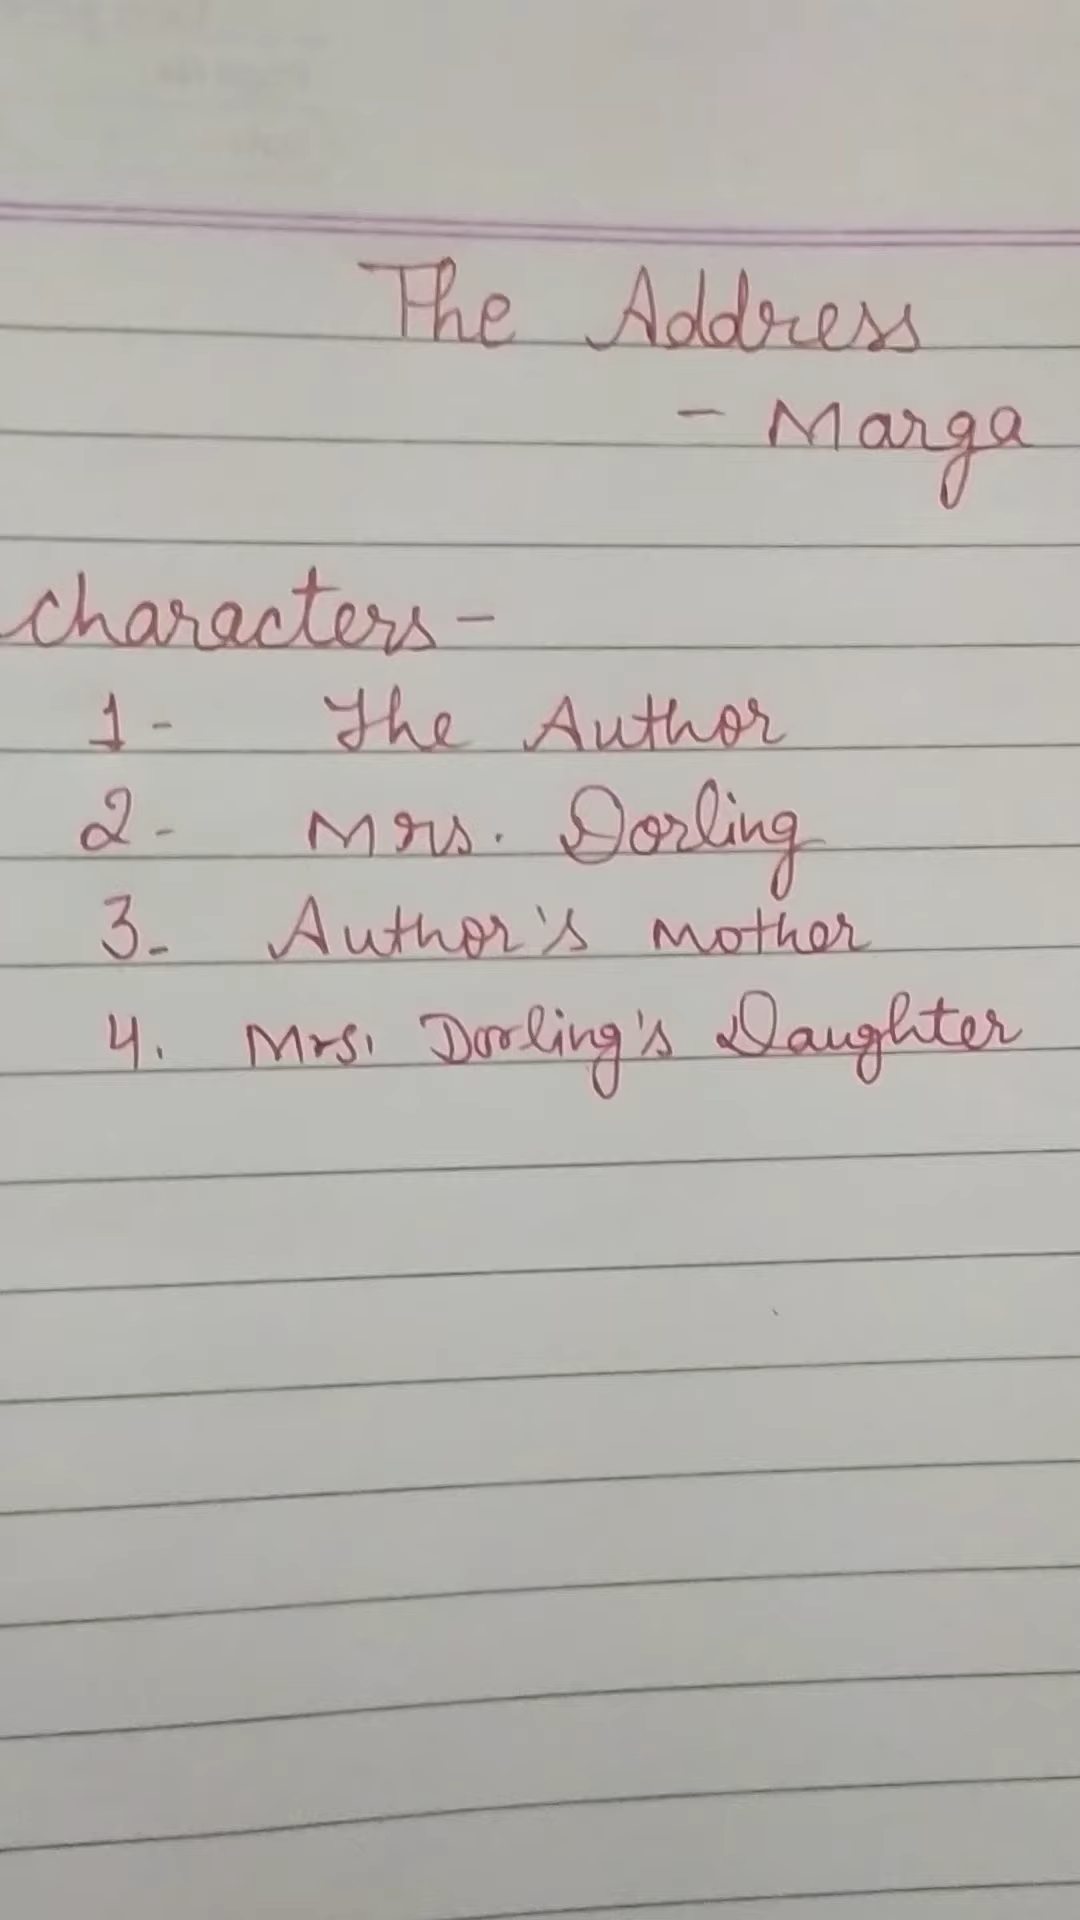 The Address
- Marga
characters-
1- The Author
2- Mrs. Dorling
3- Author's mother
4. Mrs. Dorling's Daughter